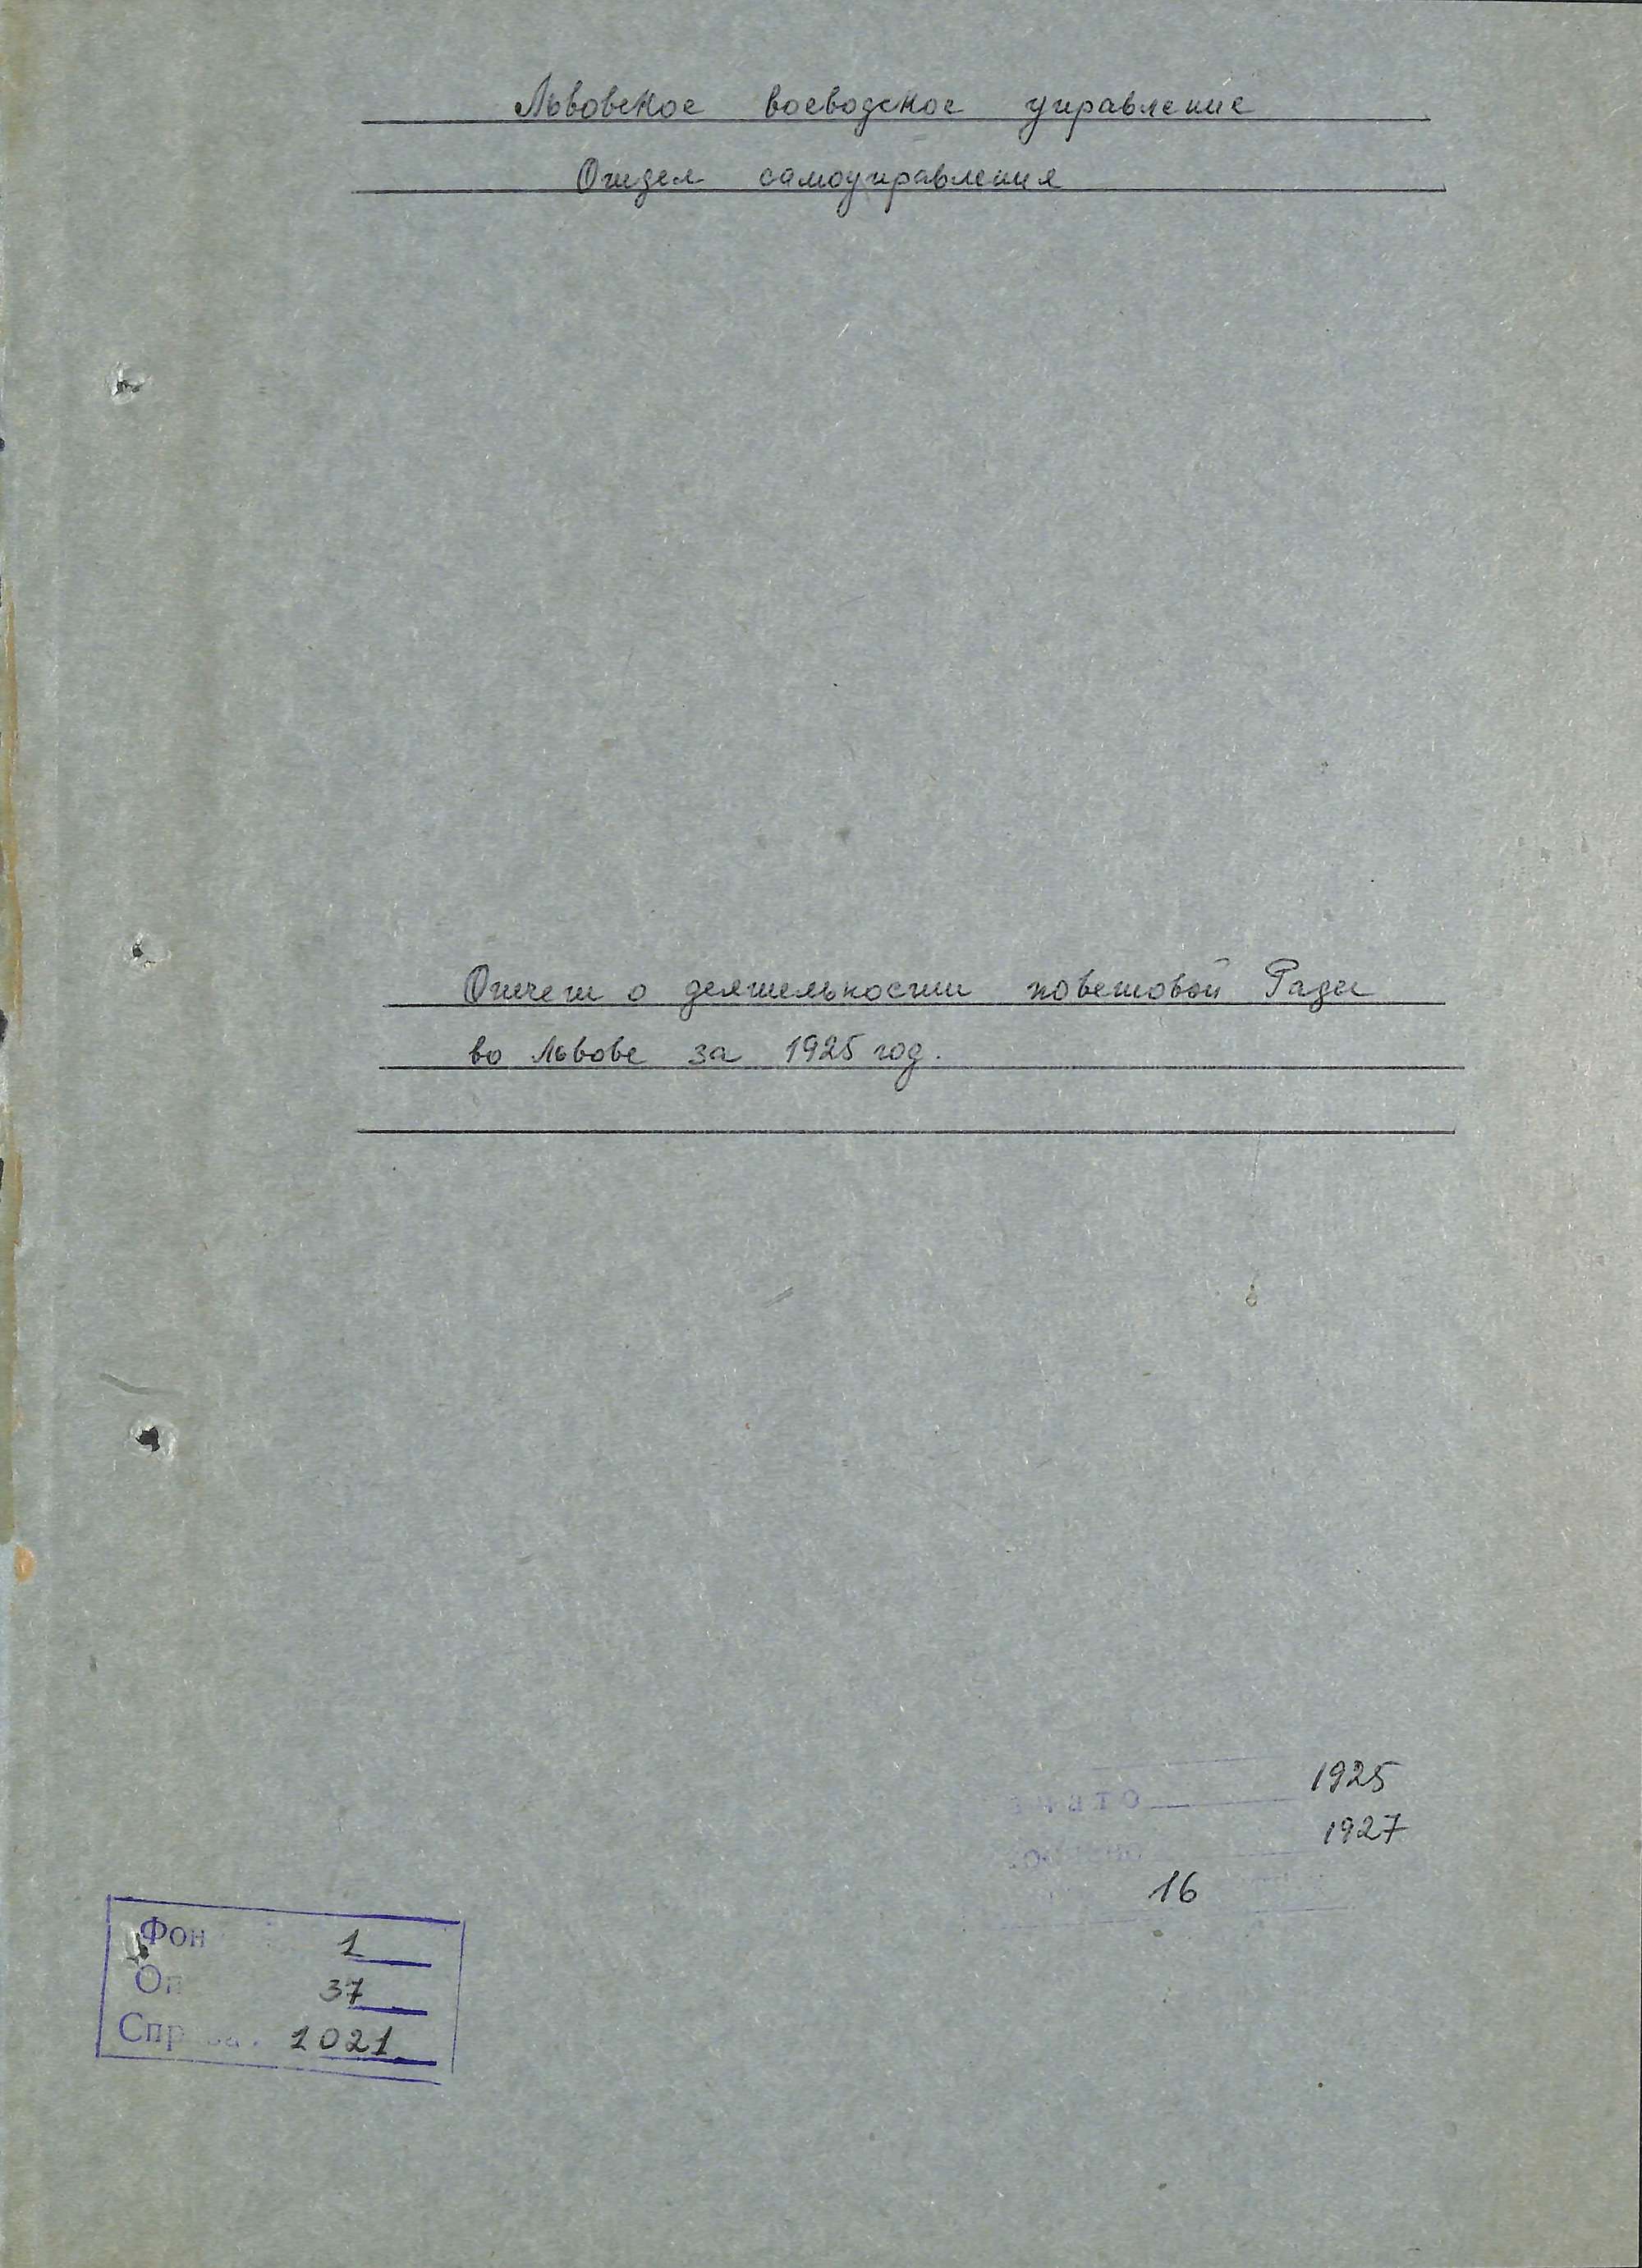 Львовское воеводское управление
Отдел самоуправления
Отчет о деятельности поветовой Рады
во Львове за 1925 год.
1925
1927
16
Фон 1
Оп 37
Спр 1021